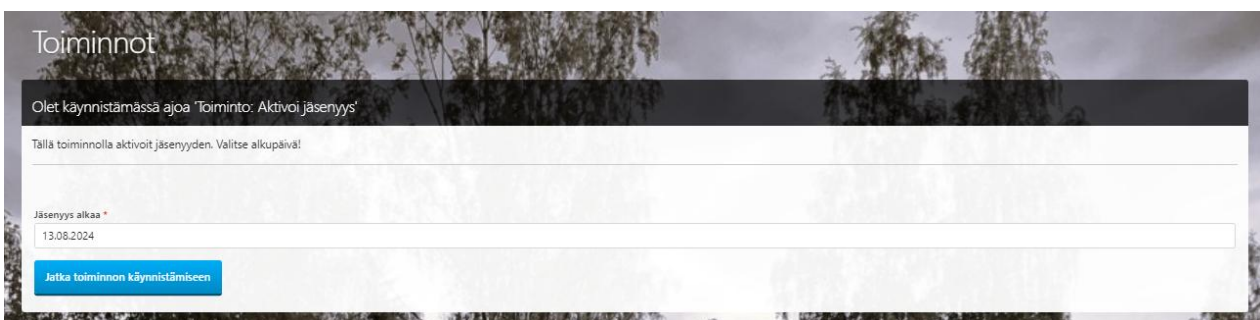 Toiminnot
Olet käynnistämässä ajoa 'Toiminto: Aktivoi jäsenyys'
Tällä toiminnolla aktivoit jäsenyyden. Valitse alkupäivä!
Jäsenyys alkaa *
13.08.2024
Jatka toiminnon käynnistämiseen